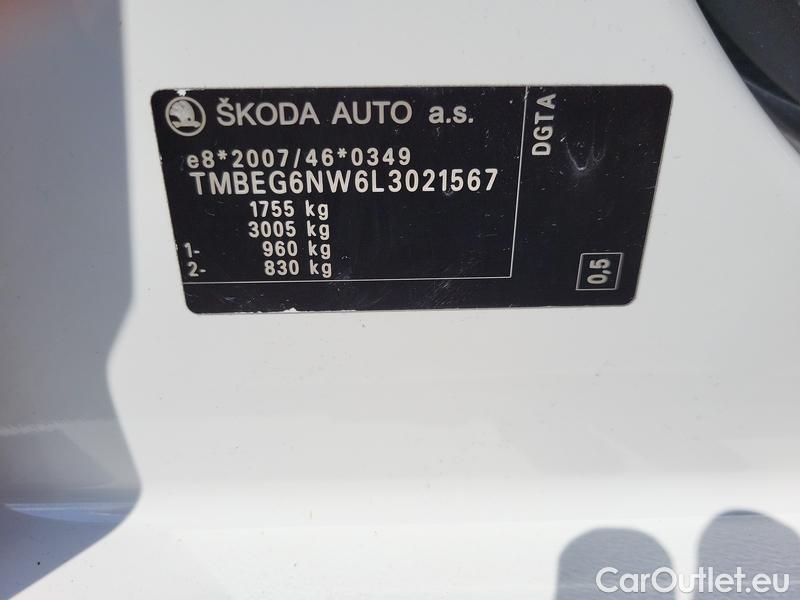 ŠKODA AUTO a.s.
e8*2007/46*0349
TMBEG6NW6L3021567
1755 kg
3005 kg
1- 960 kg
2- 830 kg
DGTA
0,5
CarOutlet.eu